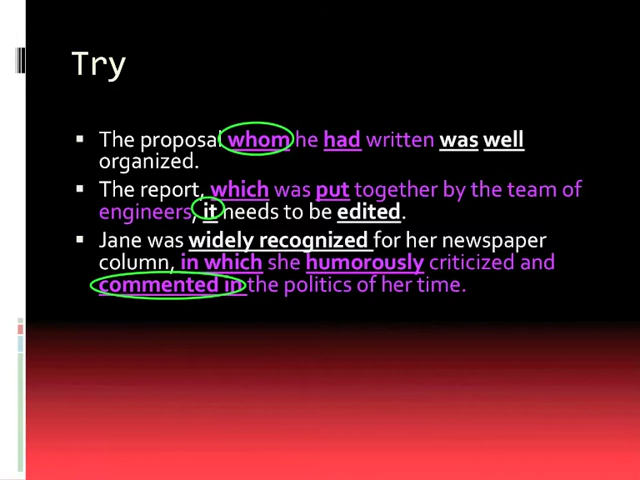 Try
▪ The proposal whom he had written was well
organized.
▪ The report, which was put together by the team of
engineers, it needs to be edited.
▪ Jane was widely recognized for her newspaper
column, in which she humorously criticized and
commented in the politics of her time.